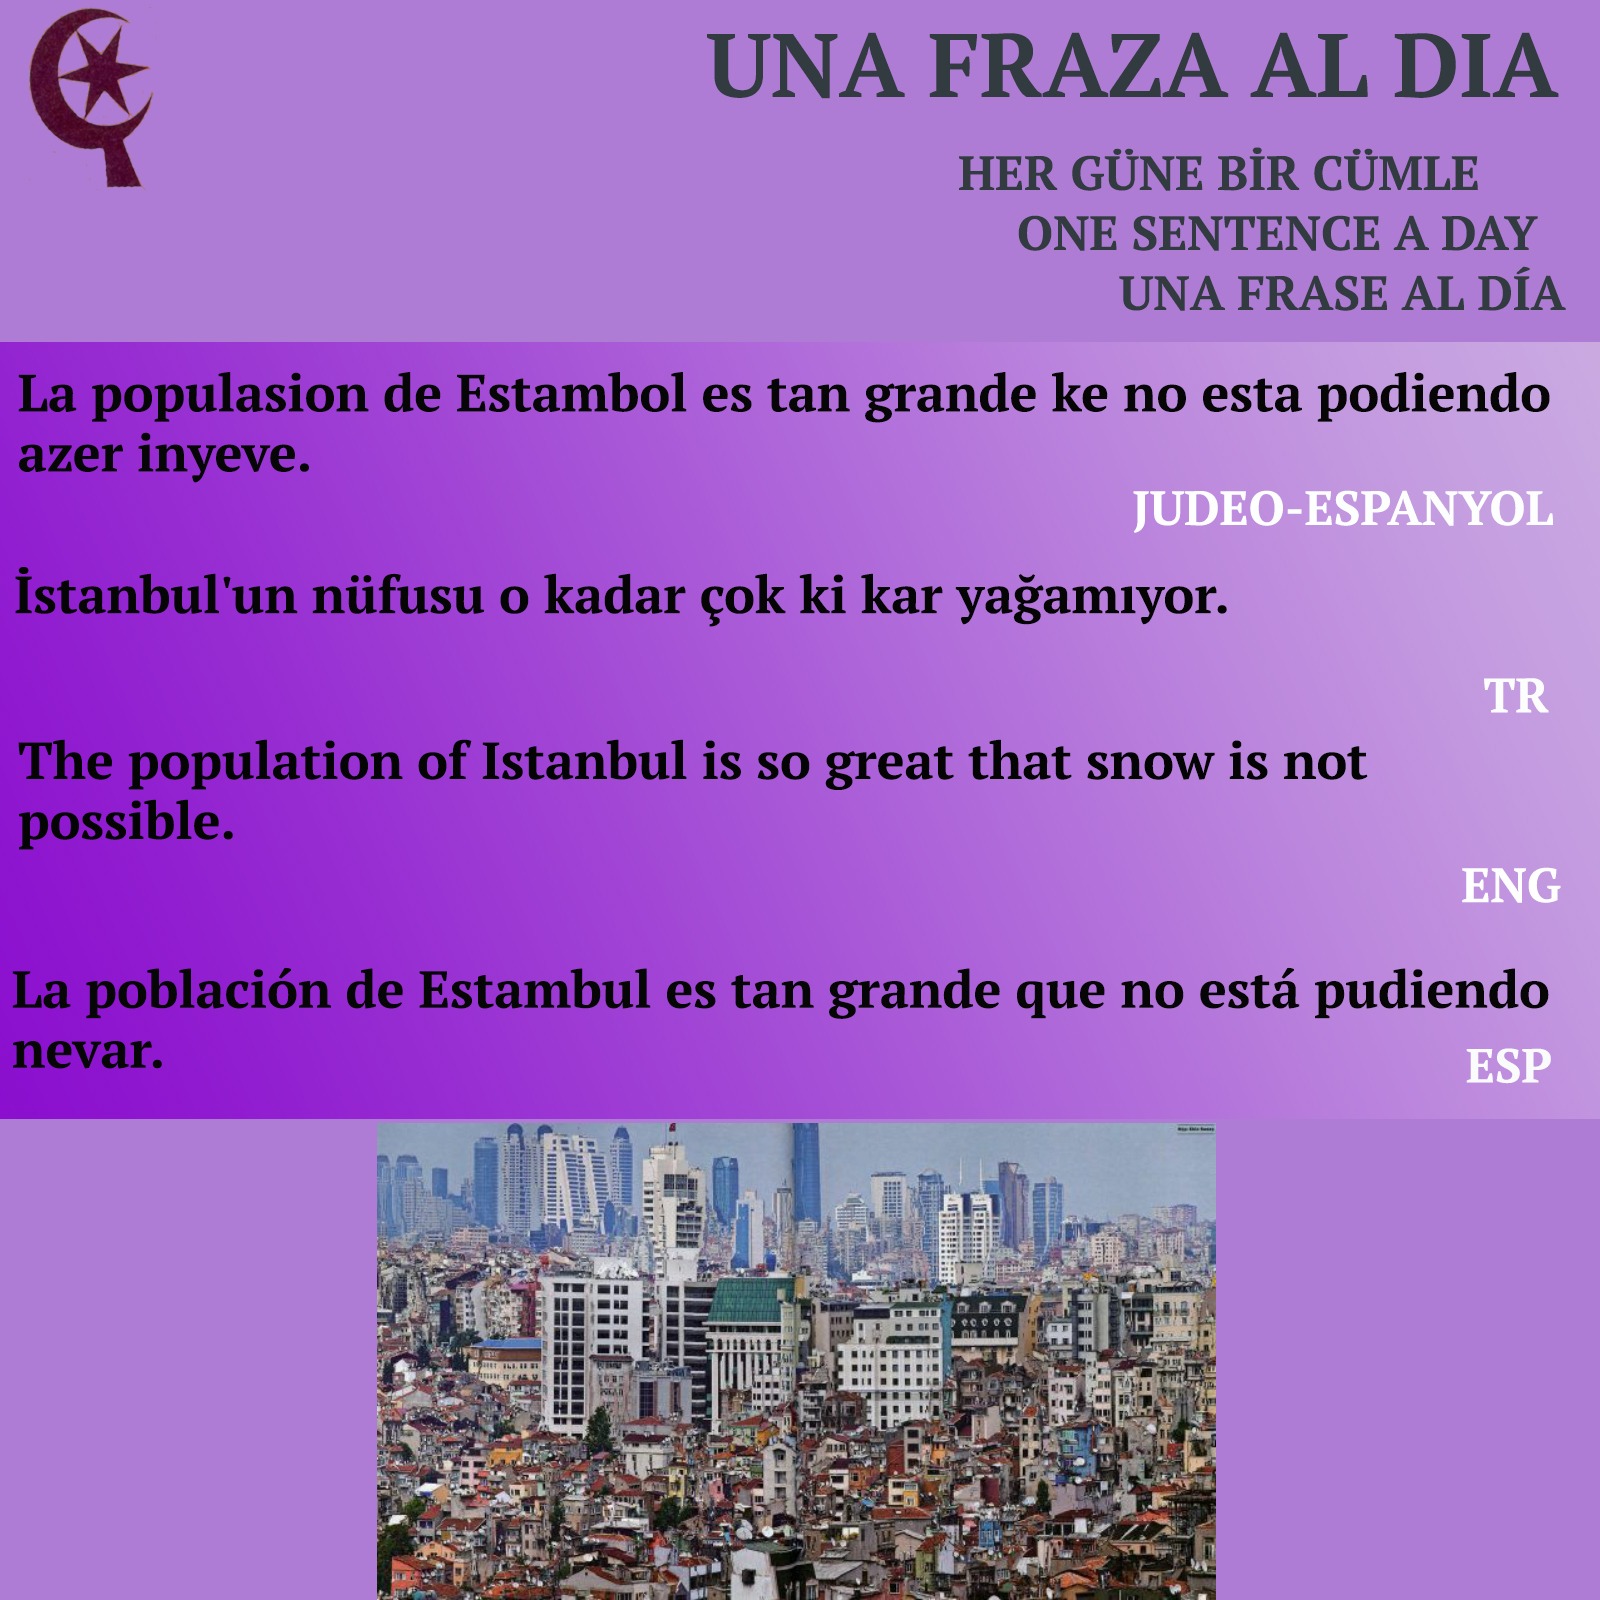 UNA FRAZA AL DIA
HER GÜNE BİR CÜMLE
ONE SENTENCE A DAY
UNA FRASE AL DÍA
La populasion de Estambol es tan grande ke no esta podiendo
azer inyeve.
JUDEO-ESPANYOL
İstanbul'un nüfusu o kadar çok ki kar yağamıyor.
TR
The population of Istanbul is so great that snow is not
possible.
ENG
La población de Estambul es tan grande que no está pudiendo
nevar.
ESP